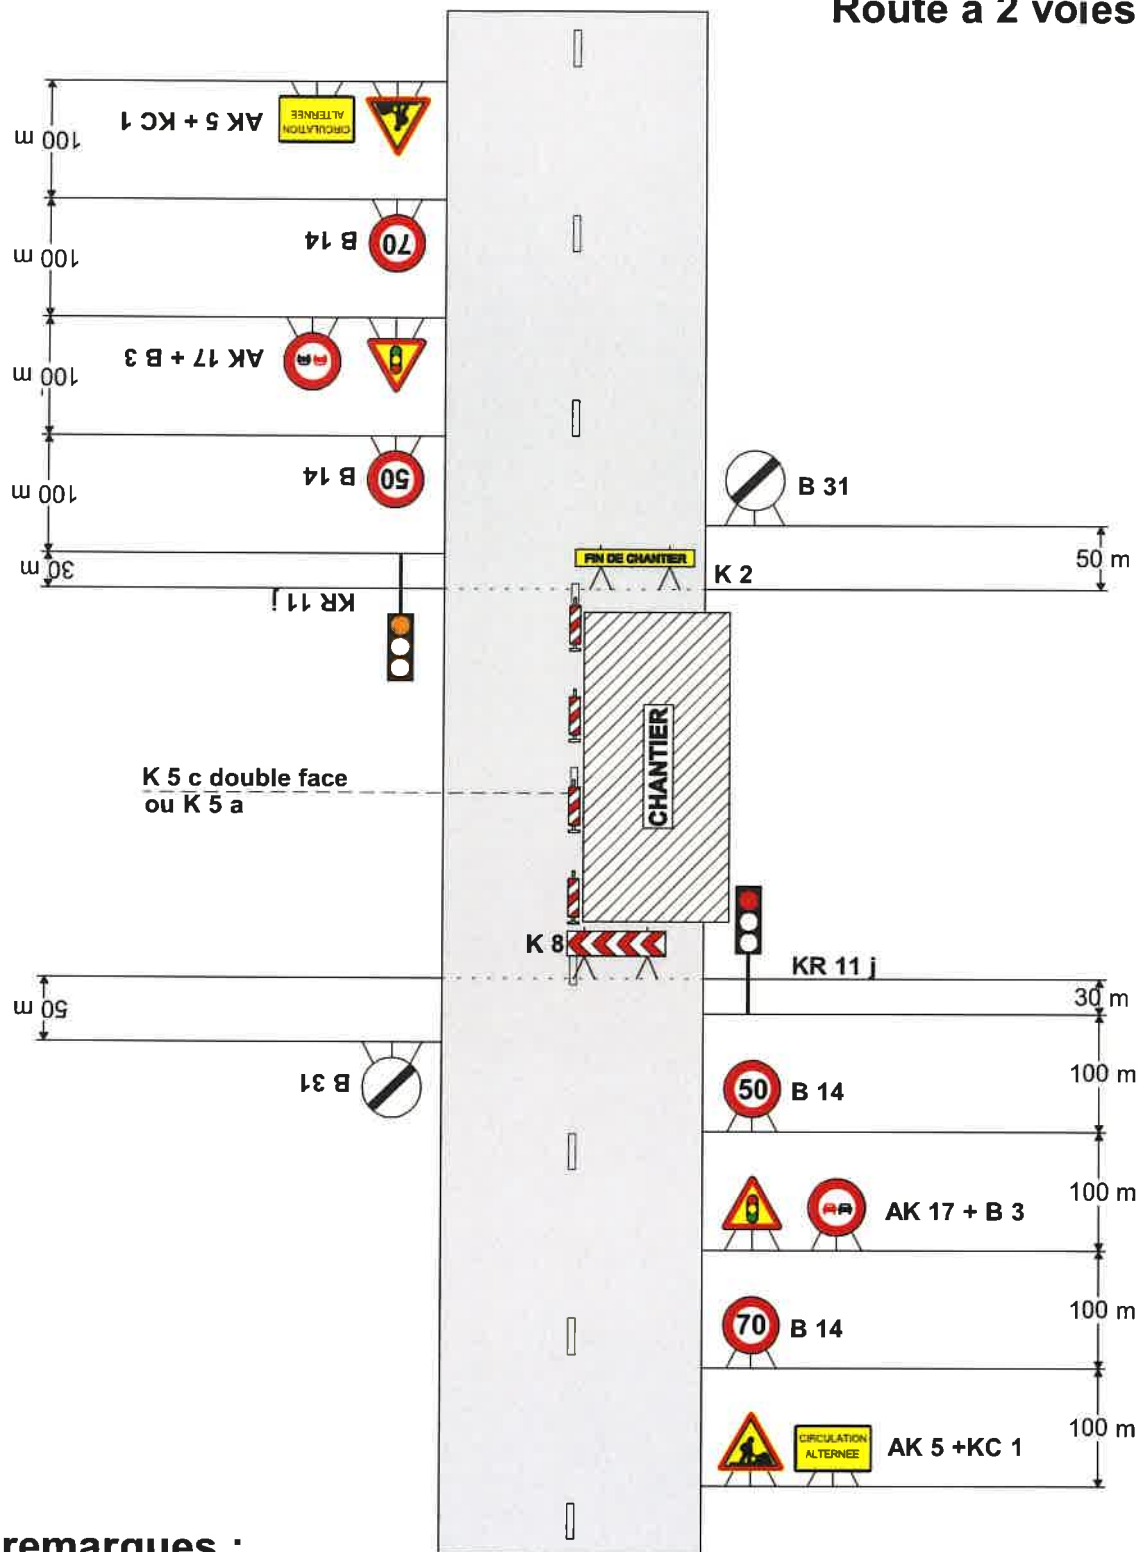 Route à 2 voies
AK 5 + KC 1
CIRCULATION
ALTERNEE
100 m
B 14
70
100 m
AK 17 + B 3
100 m
B 14
50
100 m
B 31
FIN DE CHANTIER
K 2
50 m
30 m
KR 11 j
CHANTIER
K 5 c double face
ou K 5 a
K 8
KR 11 j
30 m
50 m
B 31
50
B 14
100 m
AK 17 + B 3
100 m
70
B 14
100 m
CIRCULATION
ALTERNEE
AK 5 +KC 1
100 m
remarques :